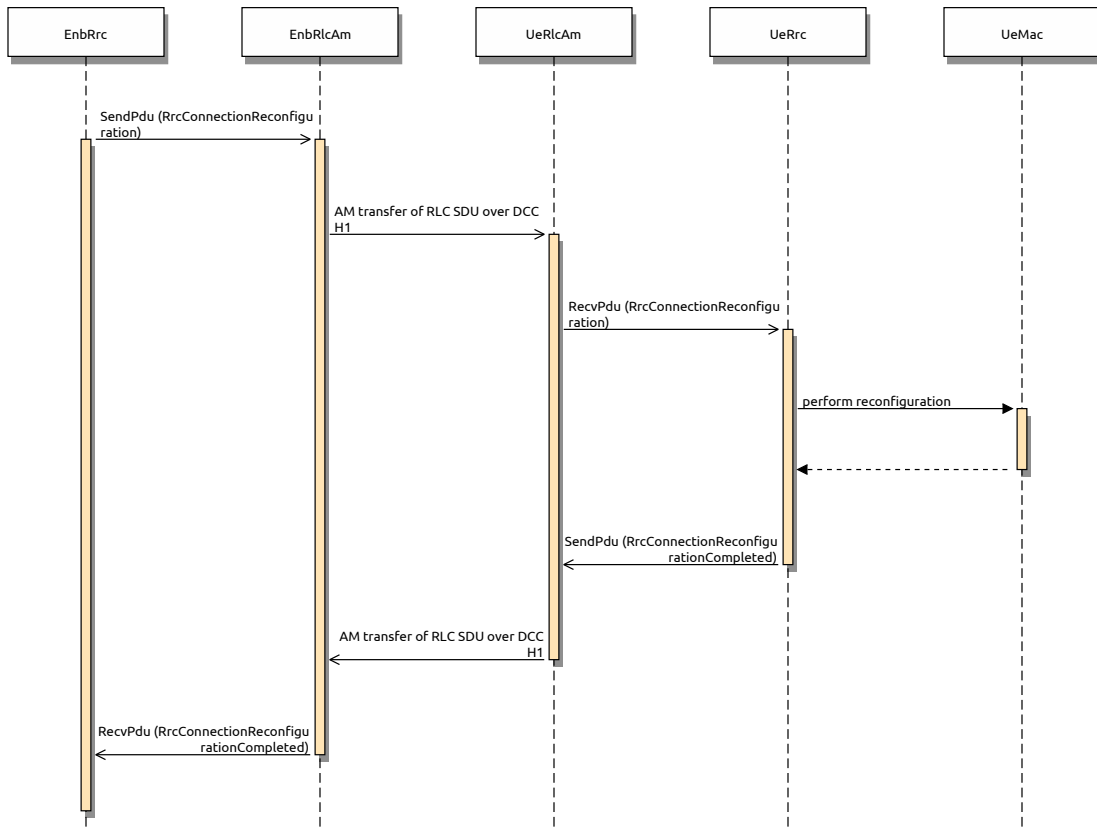 EnbRrc
EnbRlcAm
UeRlcAm
UeRrc
UeMac
SendPdu (RrcConnectionReconfigu
ration)
AM transfer of RLC SDU over DCC
H1
RecvPdu (RrcConnectionReconfigu
ration)
perform reconfiguration
SendPdu (RrcConnectionReconfigu
rationCompleted)
AM transfer of RLC SDU over DCC
H1
RecvPdu (RrcConnectionReconfigu
rationCompleted)